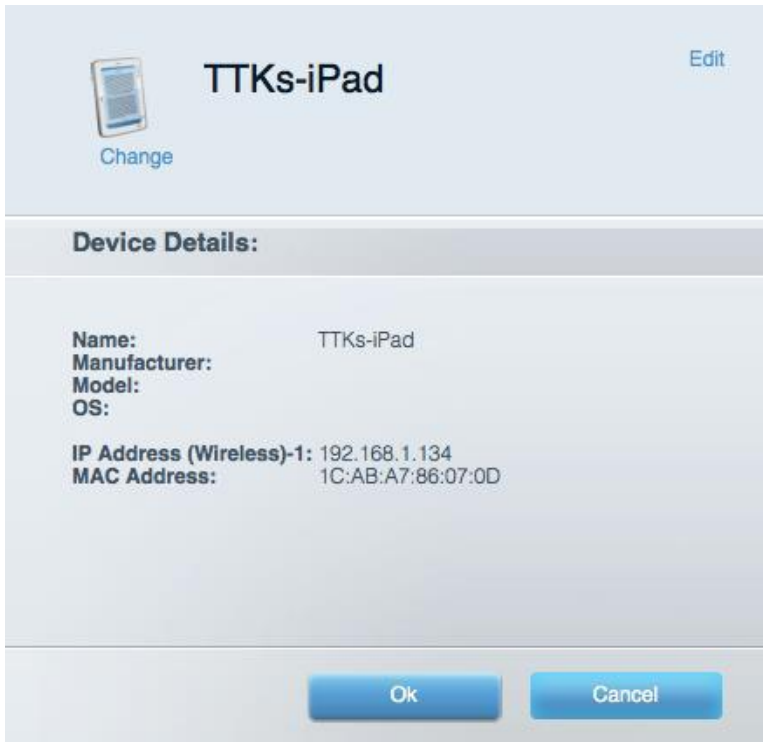 TTKs-iPad
Edit
Change
Device Details:
Name: TTKs-iPad
Manufacturer:
Model:
OS:
IP Address (Wireless)-1: 192.168.1.134
MAC Address: 1C:AB:A7:86:07:0D
Ok
Cancel